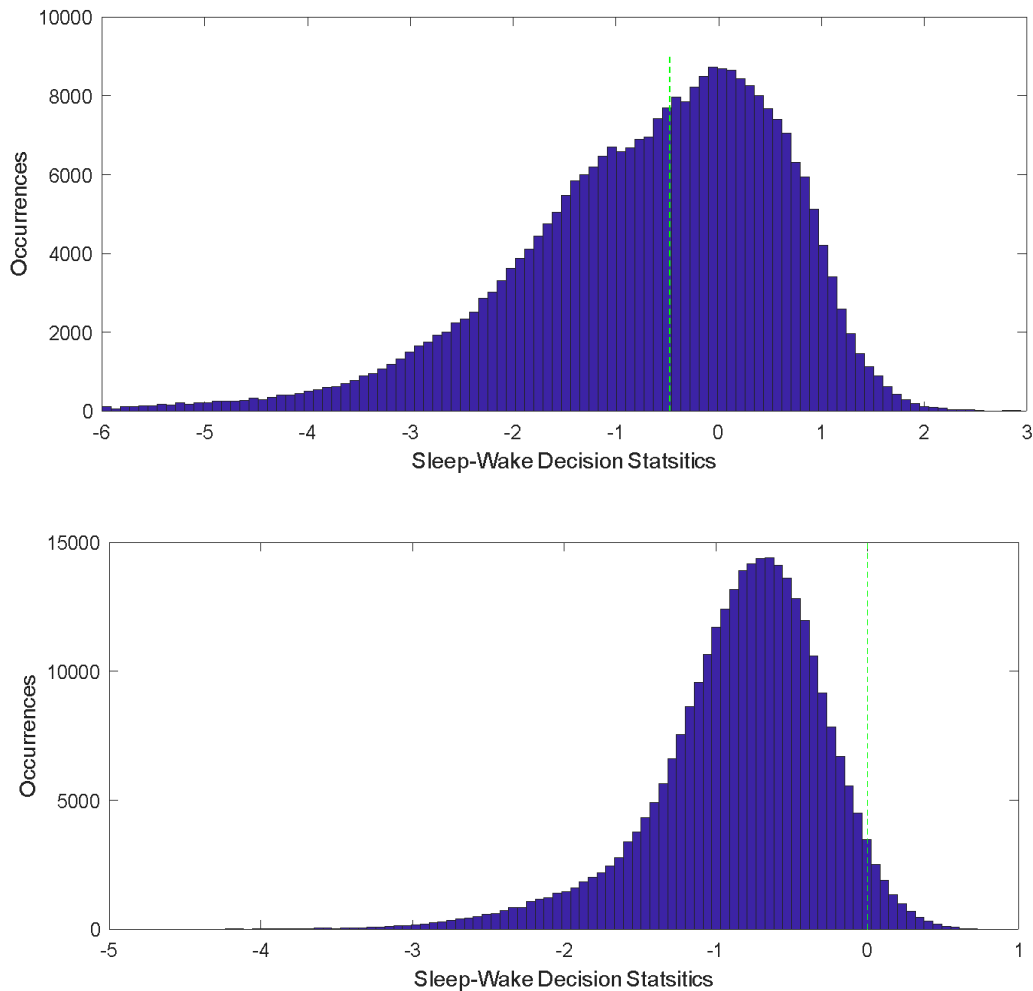 10000
8000
6000
4000
2000
0
Occurrences
-6 -5 -4 -3 -2 -1 0 1 2 3
Sleep-Wake Decision Statsitics
15000
10000
5000
0
Occurrences
-5 -4 -3 -2 -1 0 1
Sleep-Wake Decision Statsitics